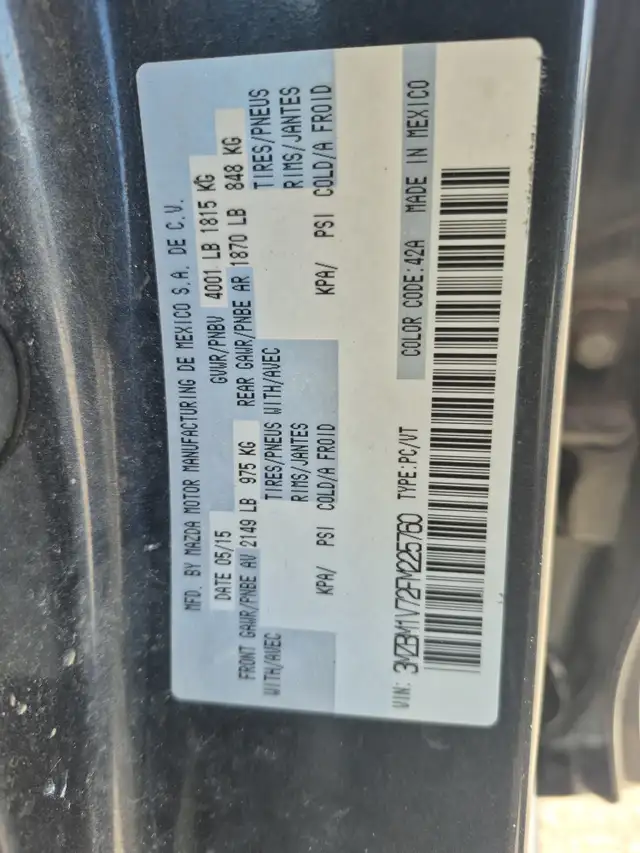 MFD. BY MAZDA MOTOR MANUFACTURING DE MEXICO S.A. DE C.V.
DATE 05/15 GVWR/PNBV 4001 LB 1815 KG
FRONT GAWR/PNBE AV 2149 LB 975 KG REAR GAWR/PNBE AR 1870 LB 848 KG
WITH/AVEC TIRES/PNEUS WITH/AVEC TIRES/PNEUS
RIMS/JANTES RIMS/JANTES
KPA/ PSI COLD/A FROID KPA/ PSI COLD/A FROID
VIN: 3MZBM1V72FM225760 TYPE:PC/VT COLOR CODE:42A MADE IN MEXICO